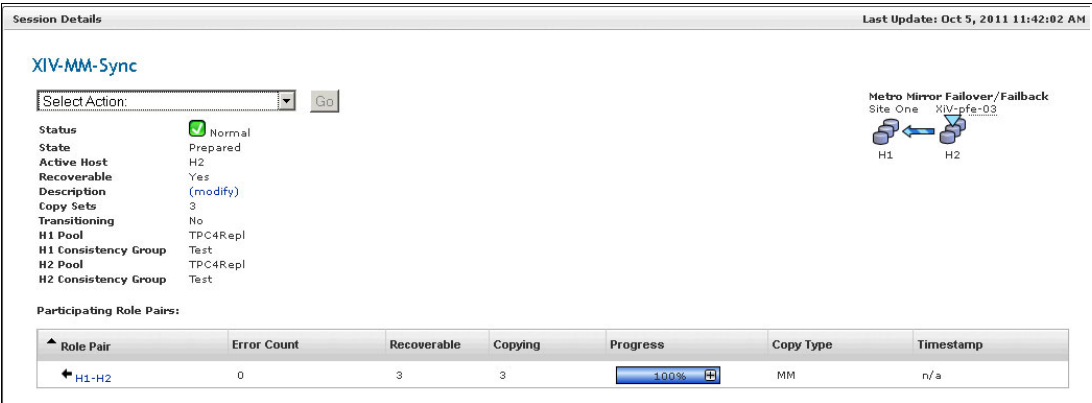 Session Details Last Update: Oct 5, 2011 11:42:02 AM
XIV-MM-Sync
Select Action: Go
Metro Mirror Failover/Failback
Site One XIV-pfe-03
H1 H2
Status Normal
State Prepared
Active Host H2
Recoverable Yes
Description (modify)
Copy Sets 3
Transitioning No
H1 Pool TPC4Repl
H1 Consistency Group Test
H2 Pool TPC4Repl
H2 Consistency Group Test
Participating Role Pairs:
Role Pair Error Count Recoverable Copying Progress Copy Type Timestamp
H1-H2 0 3 3 100% MM n/a